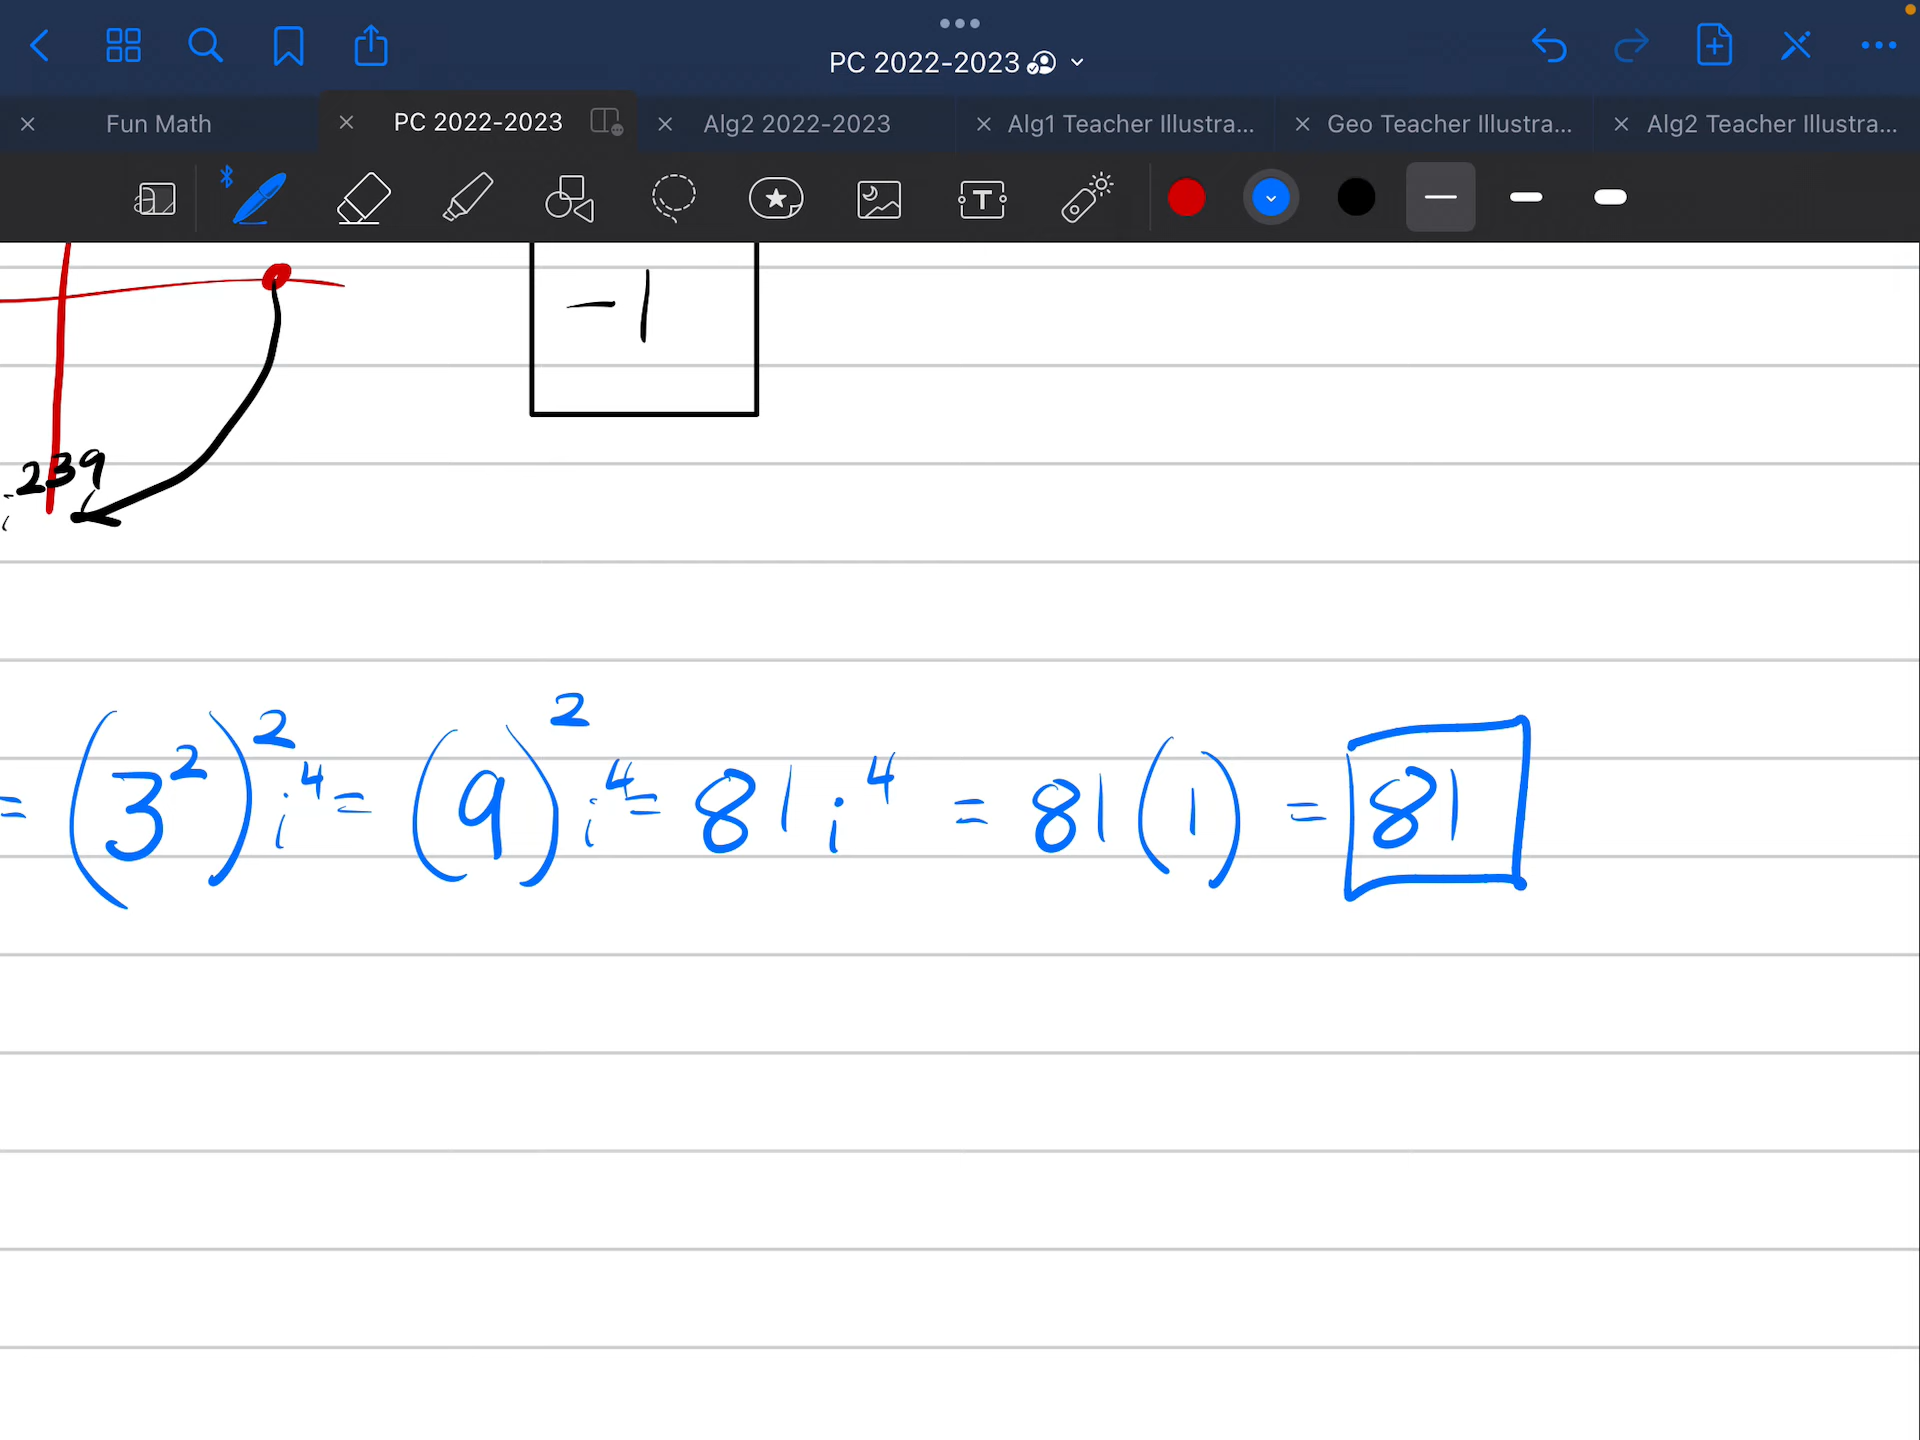 PC 2022-2023
Fun Math
PC 2022-2023
Alg2 2022-2023
Alg1 Teacher Illustra...
Geo Teacher Illustra...
Alg2 Teacher Illustra...
-1
i²³⁹
= (3²)² i⁴ = (9)² i⁴ = 81 i⁴ = 81(1) = 81